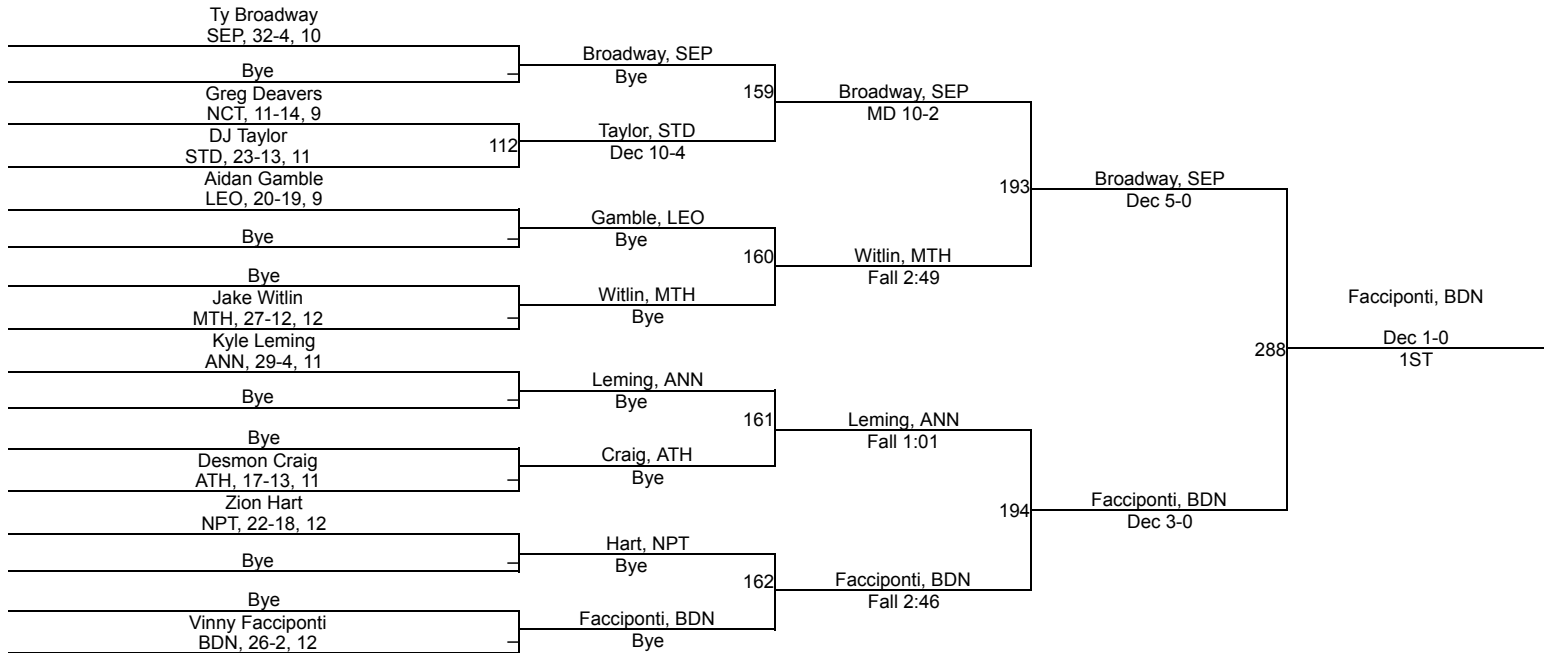 Ty Broadway
SEP, 32-4, 10
Bye
Greg Deavers
NCT, 11-14, 9
DJ Taylor
STD, 23-13, 11
Aidan Gamble
LEO, 20-19, 9
Bye
Bye
Jake Witlin
MTH, 27-12, 12
Kyle Leming
ANN, 29-4, 11
Bye
Bye
Desmon Craig
ATH, 17-13, 11
Zion Hart
NPT, 22-18, 12
Bye
Bye
Vinny Facciponti
BDN, 26-2, 12
Broadway, SEP
Bye
112
Taylor, STD
Dec 10-4
Gamble, LEO
Bye
Witlin, MTH
Bye
Leming, ANN
Bye
Craig, ATH
Bye
Hart, NPT
Bye
Facciponti, BDN
Bye
159
Broadway, SEP
MD 10-2
160
Witlin, MTH
Fall 2:49
161
Leming, ANN
Fall 1:01
162
Facciponti, BDN
Fall 2:46
193
Broadway, SEP
Dec 5-0
194
Facciponti, BDN
Dec 3-0
288
Facciponti, BDN
Dec 1-0
1ST